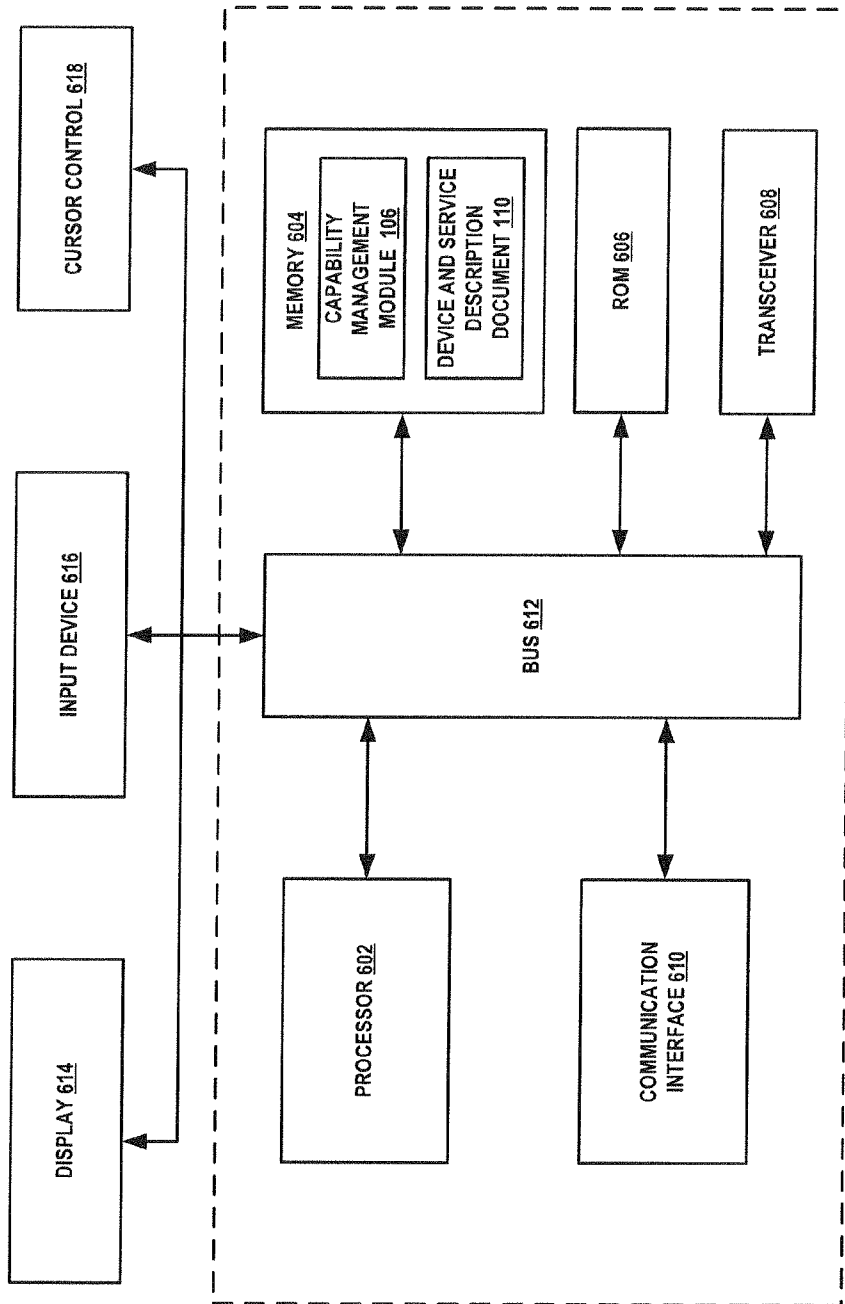 DISPLAY 614
INPUT DEVICE 616
CURSOR CONTROL 618
PROCESSOR 602
COMMUNICATION
INTERFACE 610
BUS 612
MEMORY 604
CAPABILITY
MANAGEMENT
MODULE 106
DEVICE AND SERVICE
DESCRIPTION
DOCUMENT 110
ROM 606
TRANSCEIVER 608